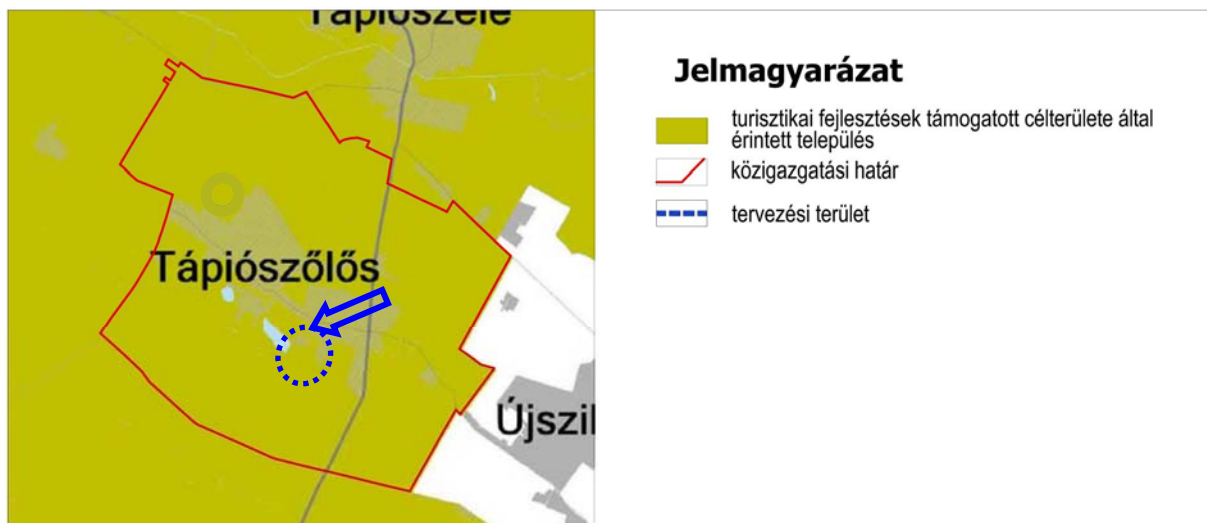 Tápiószele
Tápiószőlős
Újszil
Jelmagyarázat
turisztikai fejlesztések támogatott célterülete által
érintett település
közigazgatási határ
tervezési terület